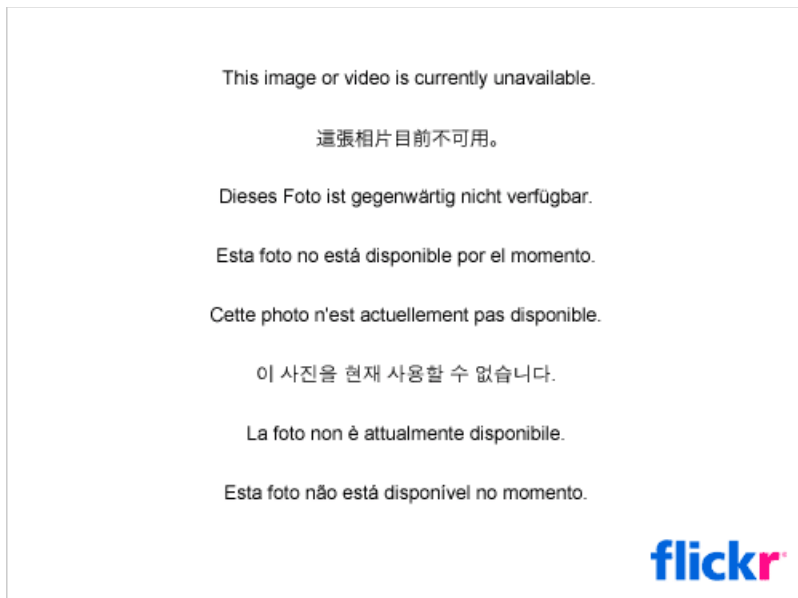 This image or video is currently unavailable.
這張相片目前不可用。
Dieses Foto ist gegenwärtig nicht verfügbar.
Esta foto no está disponible por el momento.
Cette photo n'est actuellement pas disponible.
이 사진을 현재 사용할 수 없습니다.
La foto non è attualmente disponibile.
Esta foto não está disponível no momento.
flickr